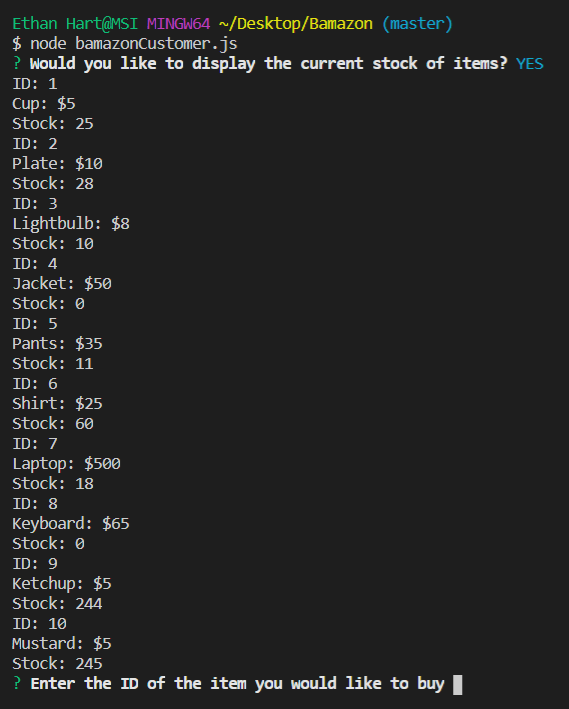 Ethan Hart@MSI MINGW64 ~/Desktop/Bamazon (master)
$ node bamazonCustomer.js
? Would you like to display the current stock of items? YES
ID: 1
Cup: $5
Stock: 25
ID: 2
Plate: $10
Stock: 28
ID: 3
Lightbulb: $8
Stock: 10
ID: 4
Jacket: $50
Stock: 0
ID: 5
Pants: $35
Stock: 11
ID: 6
Shirt: $25
Stock: 60
ID: 7
Laptop: $500
Stock: 18
ID: 8
Keyboard: $65
Stock: 0
ID: 9
Ketchup: $5
Stock: 244
ID: 10
Mustard: $5
Stock: 245
? Enter the ID of the item you would like to buy